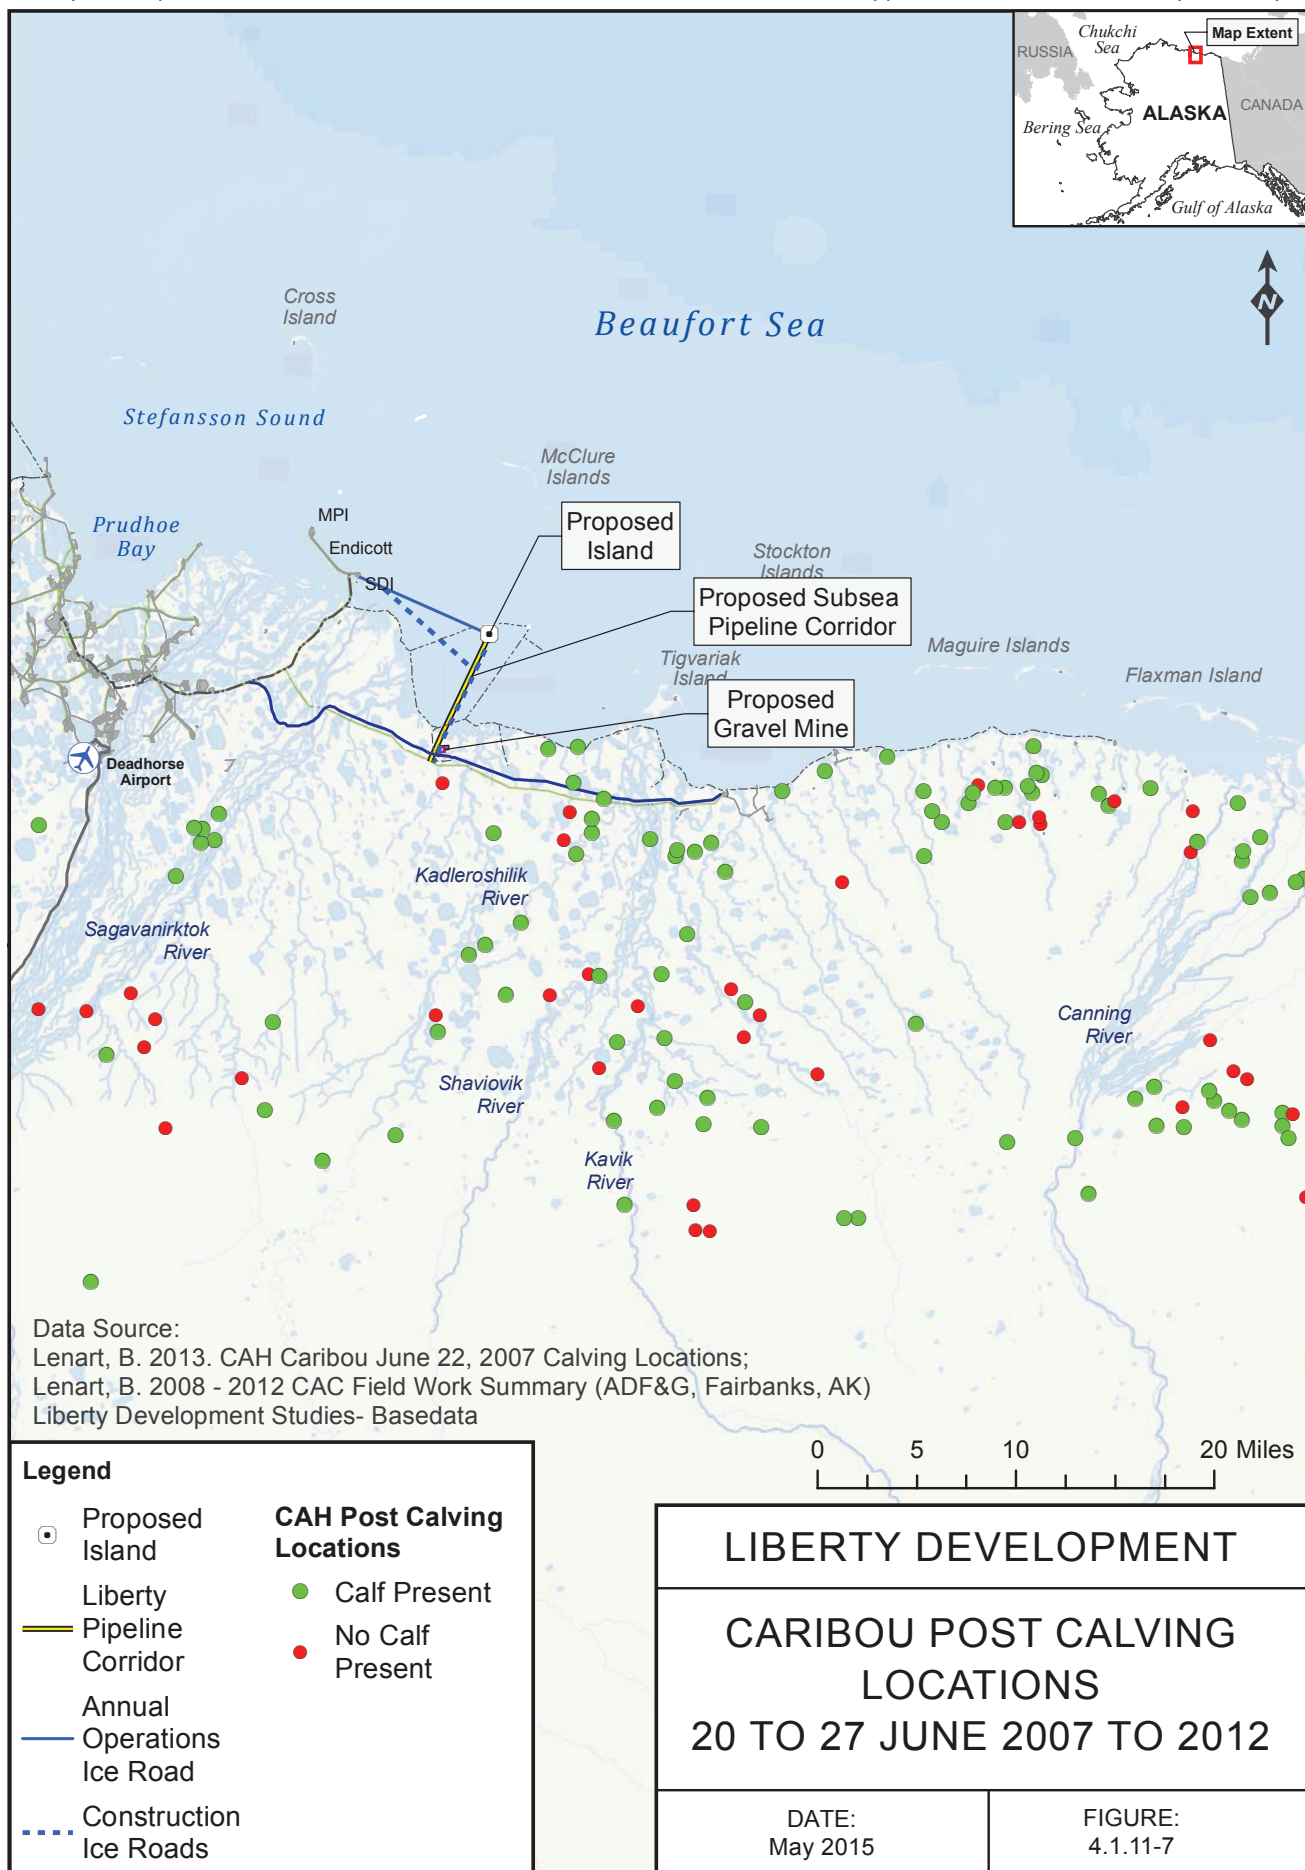 Chukchi
Sea
Map Extent
RUSSIA
ALASKA
CANADA
Bering Sea
Gulf of Alaska
N
Cross
Island
Beaufort Sea
Stefansson Sound
McClure
Islands
MPI
Prudhoe
Bay
Endicott
SDI
Proposed
Island
Stockton
Islands
Proposed Subsea
Pipeline Corridor
Maguire Islands
Tigvariak
Island
Flaxman Island
Proposed
Gravel Mine
Deadhorse
Airport
Kadleroshilik
River
Sagavanirktok
River
Canning
River
Shaviovik
River
Kavik
River
Data Source:
Lenart, B. 2013. CAH Caribou June 22, 2007 Calving Locations;
Lenart, B. 2008 - 2012 CAC Field Work Summary (ADF&G, Fairbanks, AK)
Liberty Development Studies- Basedata
0 5 10 20 Miles
Legend
Proposed
Island
Liberty
Pipeline
Corridor
Annual
Operations
Ice Road
Construction
Ice Roads
CAH Post Calving
Locations
Calf Present
No Calf
Present
LIBERTY DEVELOPMENT
CARIBOU POST CALVING
LOCATIONS
20 TO 27 JUNE 2007 TO 2012
DATE:
May 2015
FIGURE:
4.1.11-7